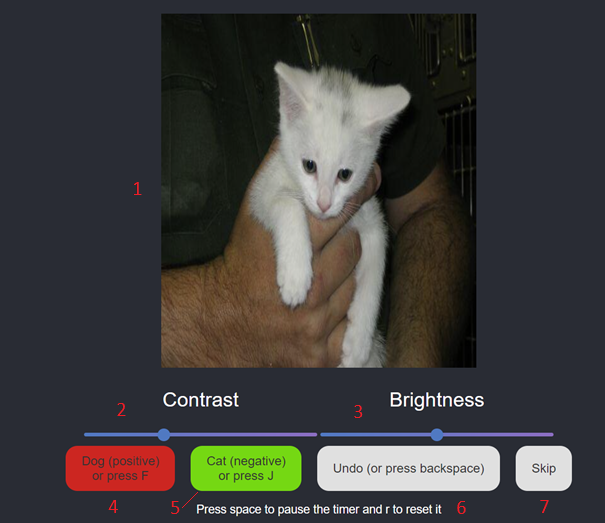 1
Contrast
Brightness
2
3
Dog (positive)
or press F
Cat (negative)
or press J
Undo (or press backspace)
Skip
4
5
Press space to pause the timer and r to reset it
6
7